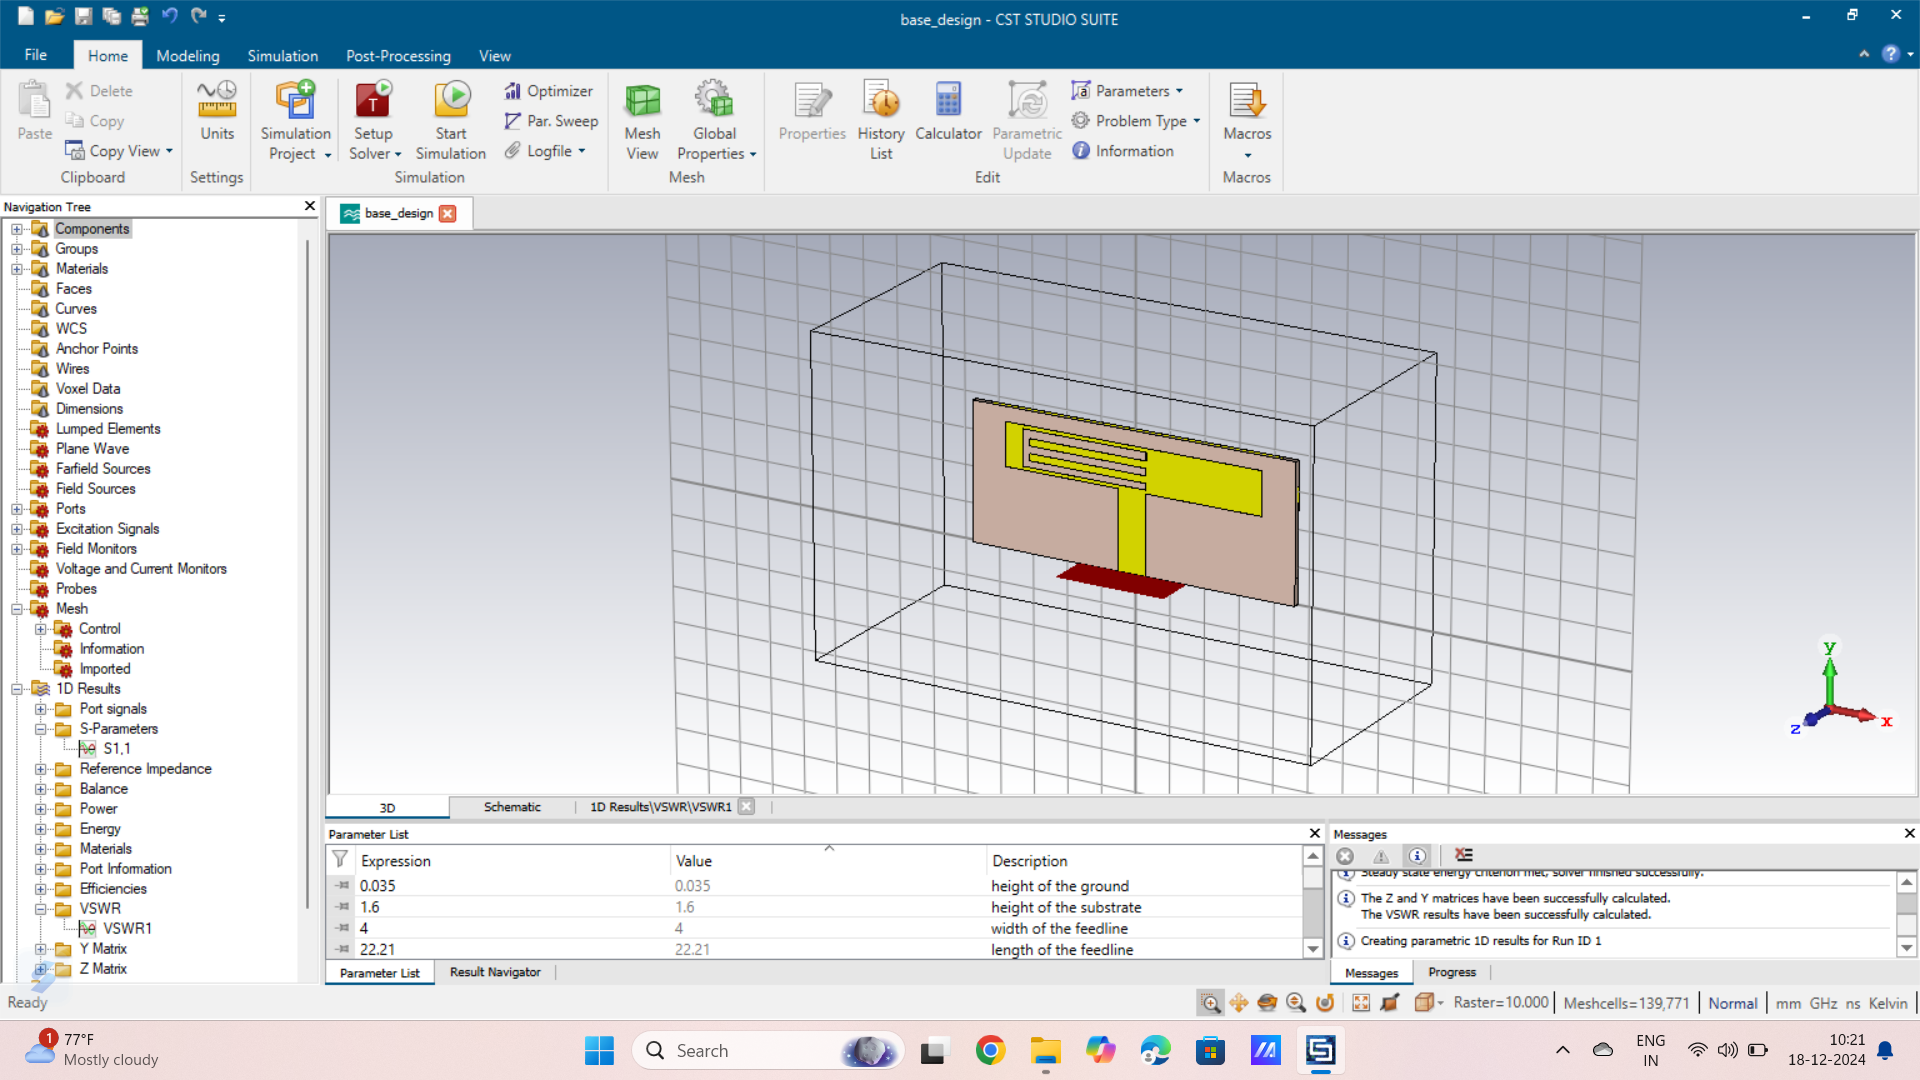 base_design - CST STUDIO SUITE
File Home Modeling Simulation Post-Processing View
Paste
Delete
Copy
Copy View
Clipboard
Units
Settings
Simulation
Project
Setup
Solver
Start
Simulation
Optimizer
Par. Sweep
Logfile
Simulation
Mesh
View
Global
Properties
Mesh
Properties
History
List
Calculator
Parametric
Update
Parameters
Problem Type
Information
Edit
Macros
Macros
Navigation Tree
Components
Groups
Materials
Faces
Curves
WCS
Anchor Points
Wires
Voxel Data
Dimensions
Lumped Elements
Plane Wave
Farfield Sources
Field Sources
Ports
Excitation Signals
Field Monitors
Voltage and Current Monitors
Probes
Mesh
Control
Information
Imported
1D Results
Port signals
S-Parameters
S1,1
Reference Impedance
Balance
Power
Energy
Materials
Port Information
Efficiencies
VSWR
VSWR1
Y Matrix
Z Matrix
base_design
y
x
z
3D Schematic 1D Results\VSWR\VSWR1
Parameter List
Expression Value Description
0.035 0.035 height of the ground
1.6 1.6 height of the substrate
4 4 width of the feedline
22.21 22.21 length of the feedline
Parameter List Result Navigator
Messages
Steady state energy criterion met, solver finished successfully.
The Z and Y matrices have been successfully calculated.
The VSWR results have been successfully calculated.
Creating parametric 1D results for Run ID 1
Messages Progress
Ready
Raster=10.000 Meshcells=139,771 Normal mm GHz ns Kelvin
1
77°F
Mostly cloudy
Search
ENG
IN
10:21
18-12-2024